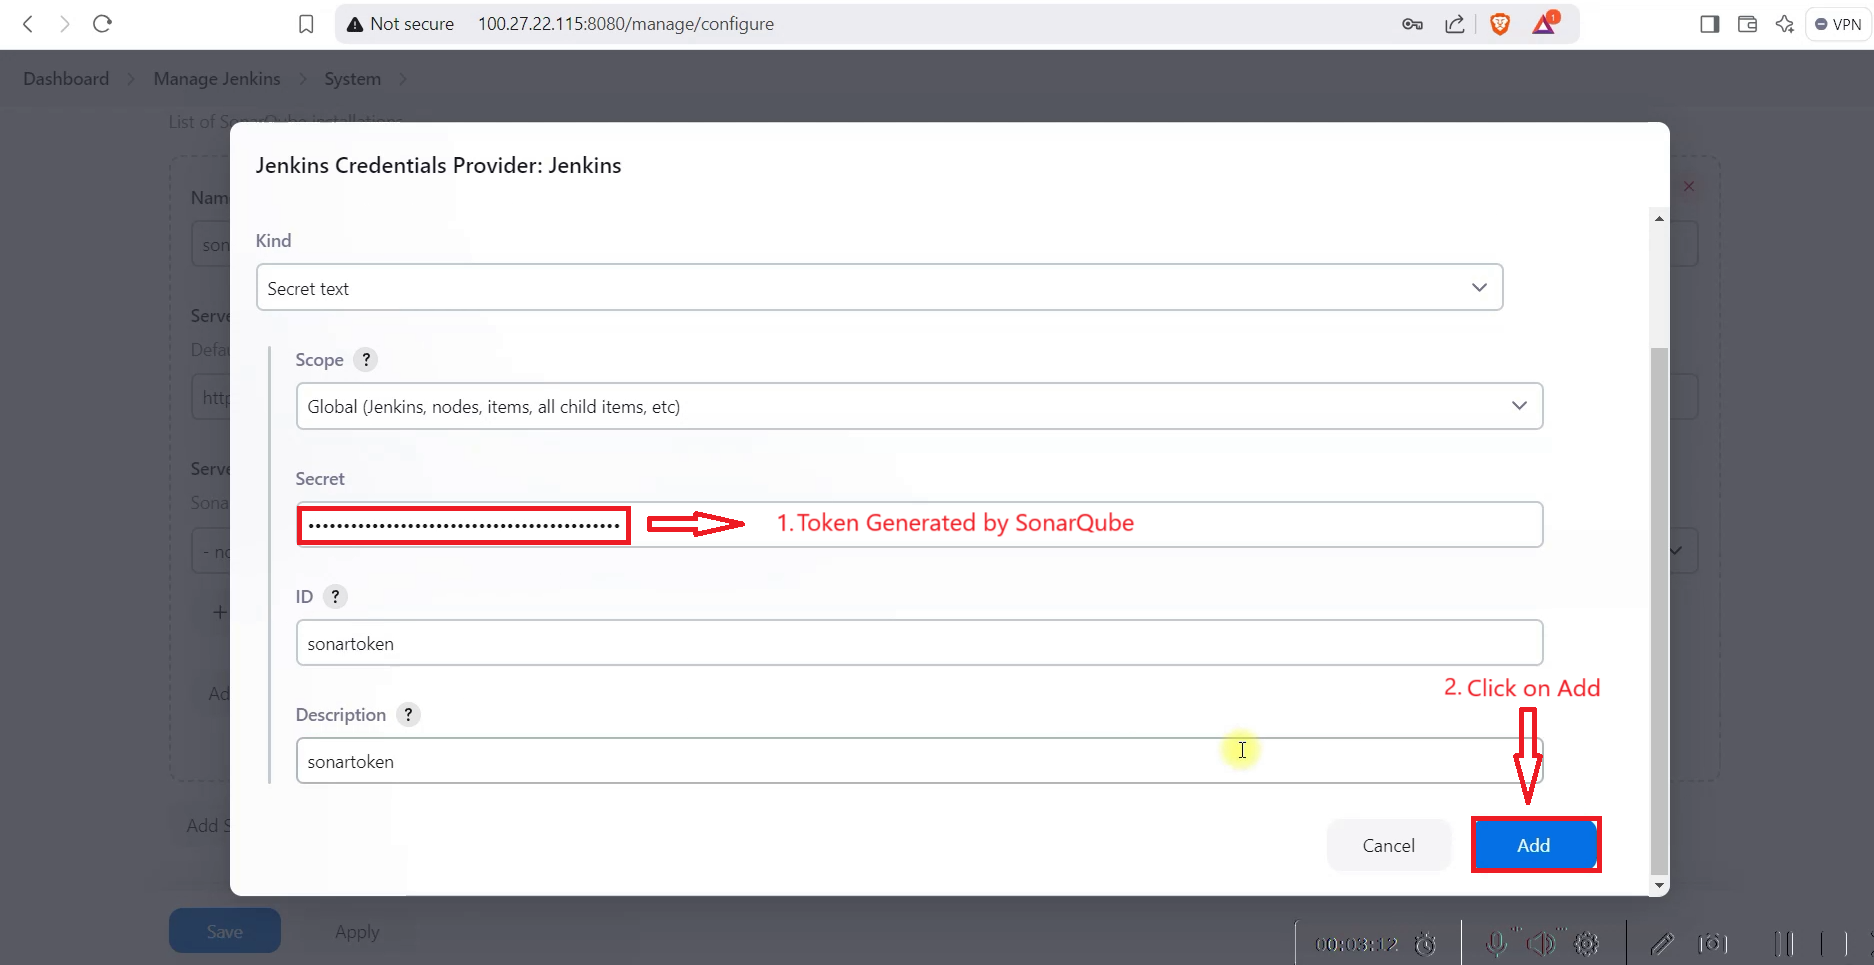 Not secure 100.27.22.115:8080/manage/configure
1
VPN
Dashboard > Manage Jenkins > System >
List of SonarQube installations
Jenkins Credentials Provider: Jenkins
Nam
son
Kind
Secret text
Serve
Defau
http
Scope ?
Global (Jenkins, nodes, items, all child items, etc)
Serve
Sona
- no
Secret
1. Token Generated by SonarQube
+
ID ?
sonartoken
Ad
2. Click on Add
Description ?
sonartoken
Add S
Cancel
Add
Save
Apply
00:03:12